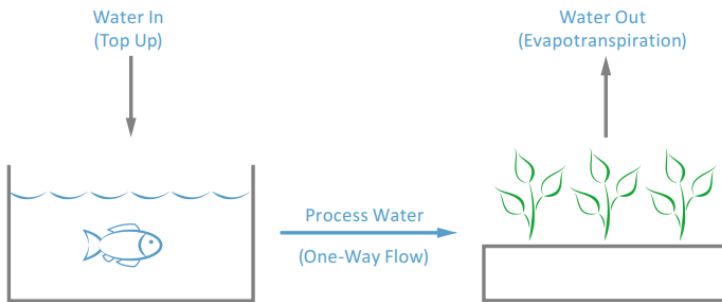 Water In
(Top Up)
Water Out
(Evapotranspiration)
Process Water
(One-Way Flow)